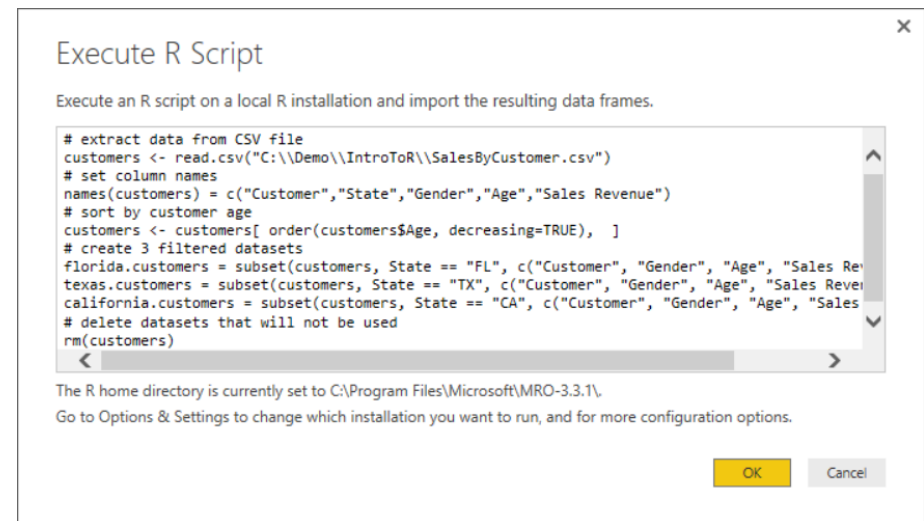 Execute R Script
Execute an R script on a local R installation and import the resulting data frames.
# extract data from CSV file
customers <- read.csv("C:\\Demo\\IntroToR\\SalesByCustomer.csv")
# set column names
names(customers) = c("Customer","State","Gender","Age","Sales Revenue")
# sort by customer age
customers <- customers[ order(customers$Age, decreasing=TRUE),  ]
# create 3 filtered datasets
florida.customers = subset(customers, State == "FL", c("Customer", "Gender", "Age", "Sales Re
texas.customers = subset(customers, State == "TX", c("Customer", "Gender", "Age", "Sales Reve
california.customers = subset(customers, State == "CA", c("Customer", "Gender", "Age", "Sales
# delete datasets that will not be used
rm(customers)
The R home directory is currently set to C:\Program Files\Microsoft\MRO-3.3.1\.
Go to Options & Settings to change which installation you want to run, and for more configuration options.
OK Cancel